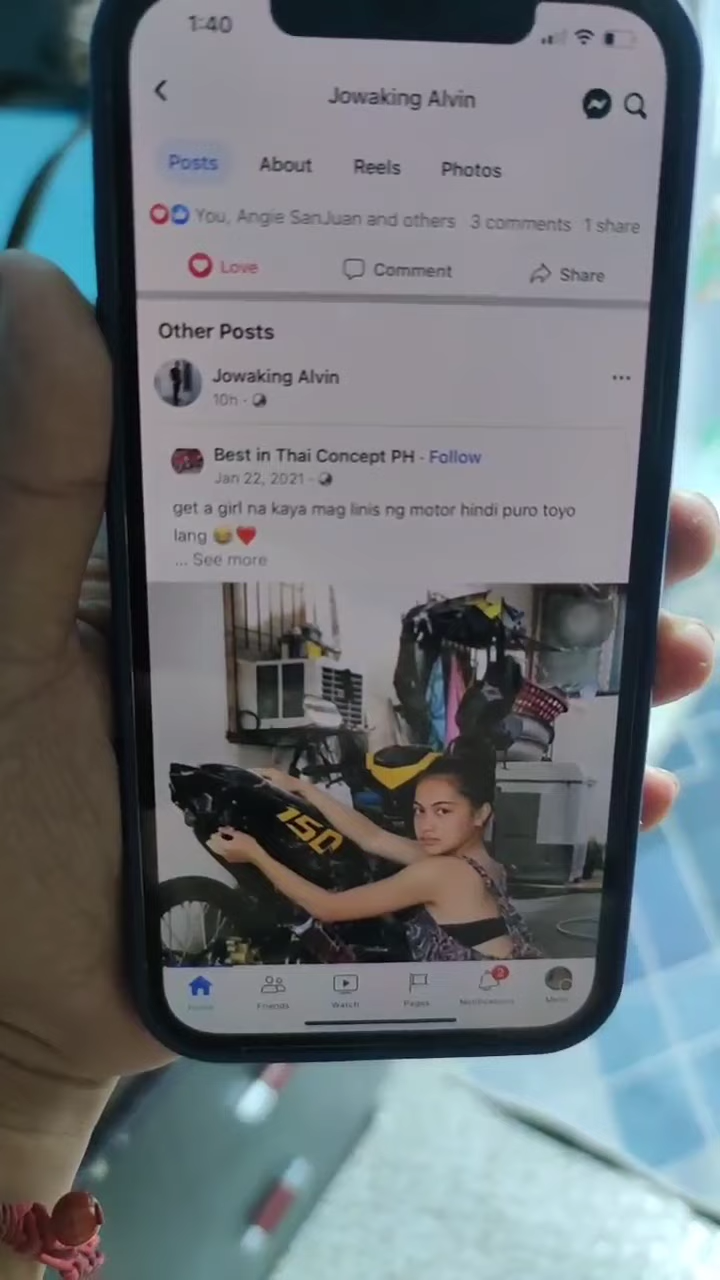 1:40
Jowaking Alvin
Posts About Reels Photos
You, Angie SanJuan and others 3 comments 1 share
Love Comment Share
Other Posts
Jowaking Alvin
10h ·
Best in Thai Concept PH · Follow
Jan 22, 2021 ·
get a girl na kaya mag linis ng motor hindi puro toyo
lang 😂❤️
... See more
150
2
Home Friends Watch Pages Notifications Menu